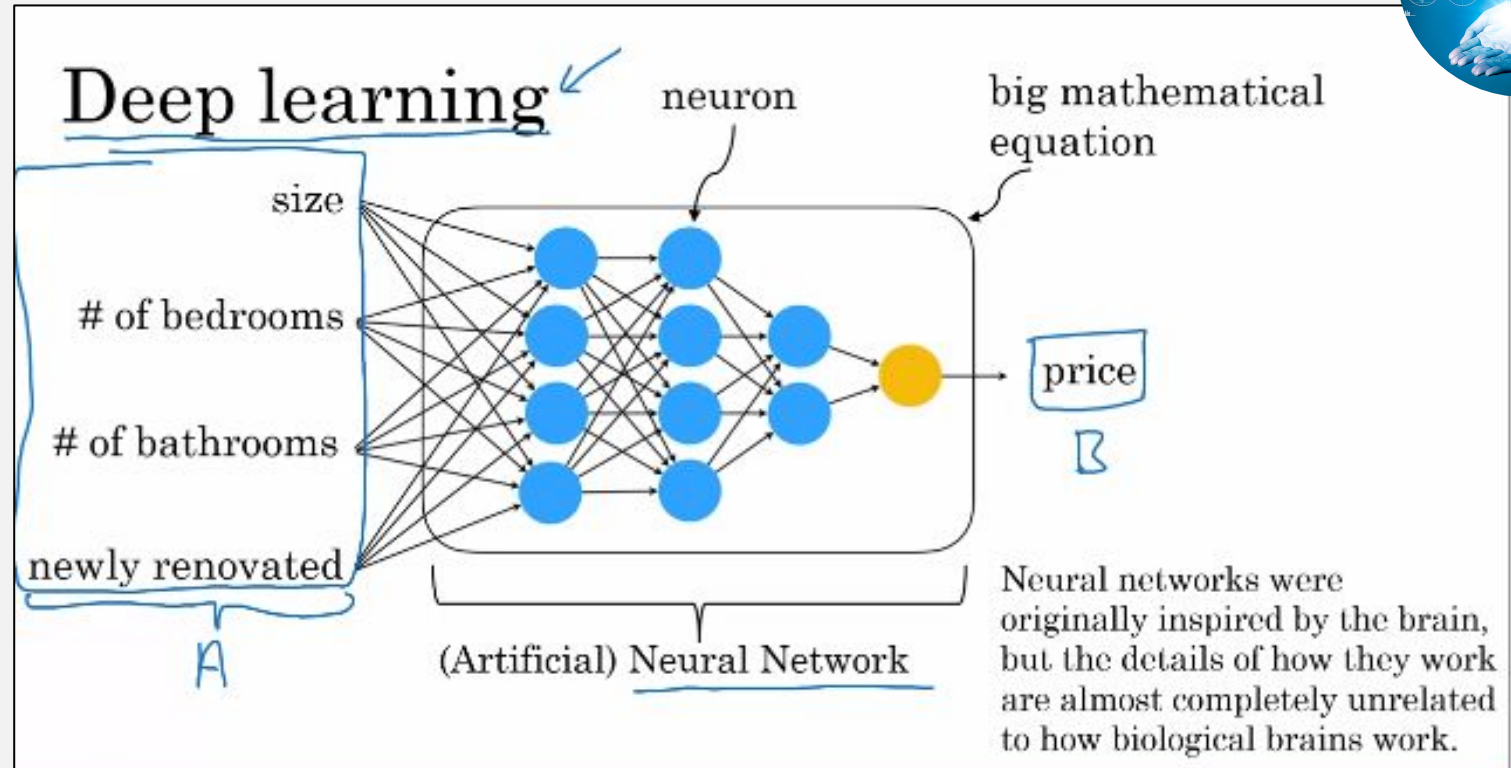 Deep learning
neuron
big mathematical
equation
size
# of bedrooms
# of bathrooms
newly renovated
A
price
B
(Artificial) Neural Network
Neural networks were
originally inspired by the brain,
but the details of how they work
are almost completely unrelated
to how biological brains work.